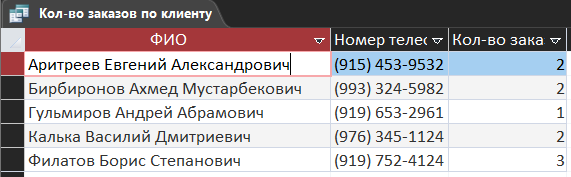 Кол-во заказов по клиенту
ФИО Номер телес Кол-во зака
Аритреев Евгений Александрович (915) 453-9532 2
Бирбиронов Ахмед Мустарбекович (993) 324-5982 2
Гульмиров Андрей Абрамович (919) 653-2961 1
Калька Василий Дмитриевич (976) 345-1124 2
Филатов Борис Степанович (919) 752-4124 3